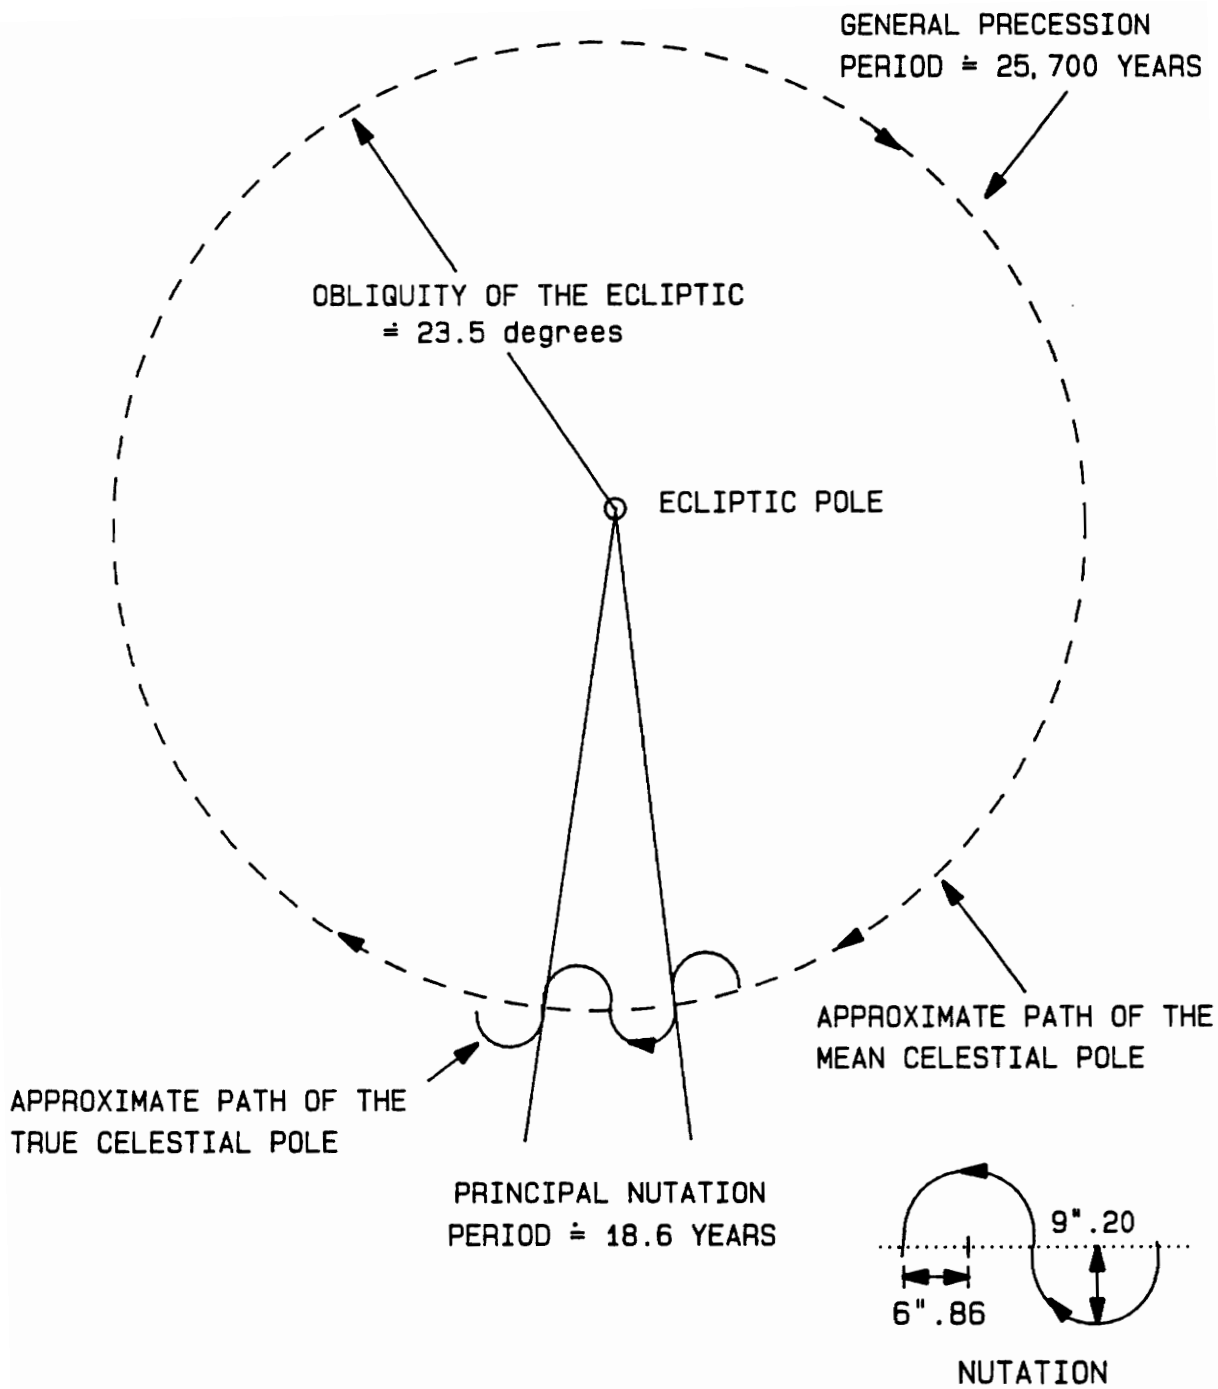 GENERAL PRECESSION
PERIOD ≐ 25,700 YEARS
OBLIQUITY OF THE ECLIPTIC
≐ 23.5 degrees
ECLIPTIC POLE
APPROXIMATE PATH OF THE
MEAN CELESTIAL POLE
APPROXIMATE PATH OF THE
TRUE CELESTIAL POLE
PRINCIPAL NUTATION
PERIOD ≐ 18.6 YEARS
9".20
6".86
NUTATION